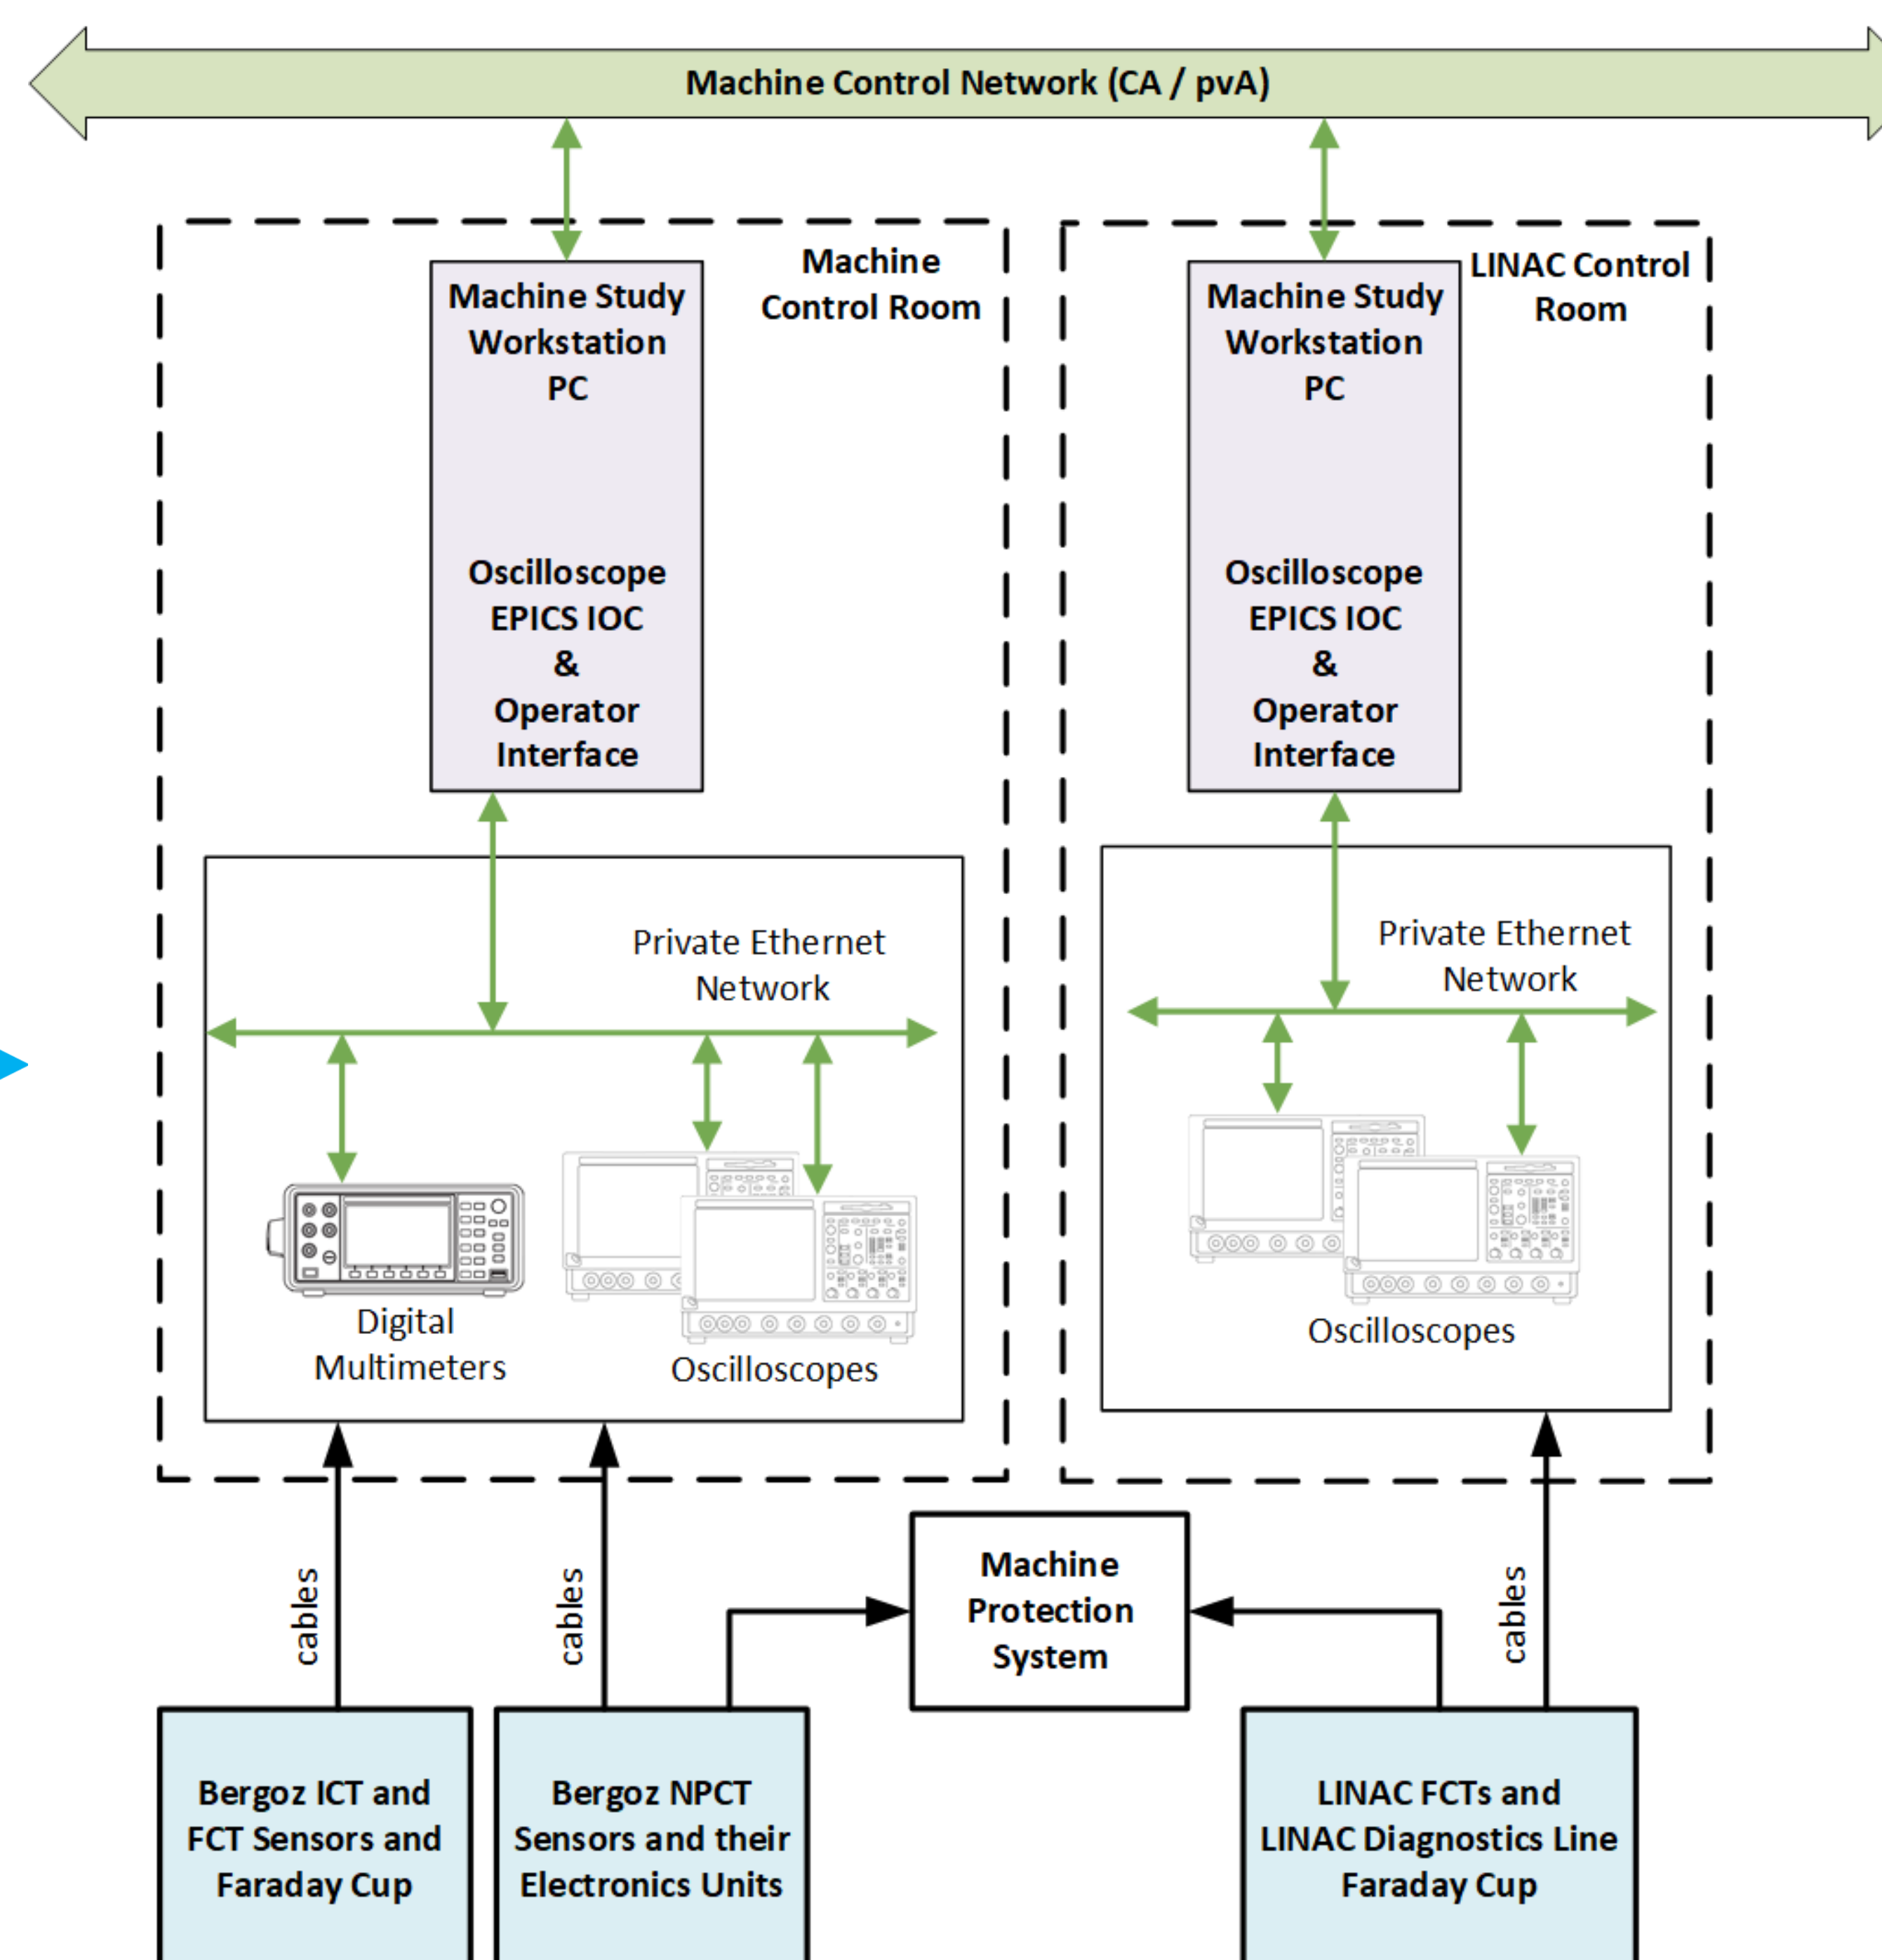 Machine Control Network (CA / pvA)
Machine
Control Room
Machine Study
Workstation
PC
Oscilloscope
EPICS IOC
&
Operator
Interface
LINAC Control
Room
Machine Study
Workstation
PC
Oscilloscope
EPICS IOC
&
Operator
Interface
Private Ethernet
Network
Digital
Multimeters
Oscilloscopes
Private Ethernet
Network
Oscilloscopes
cables
cables
cables
Machine
Protection
System
Bergoz ICT and
FCT Sensors and
Faraday Cup
Bergoz NPCT
Sensors and their
Electronics Units
LINAC FCTs and
LINAC Diagnostics Line
Faraday Cup